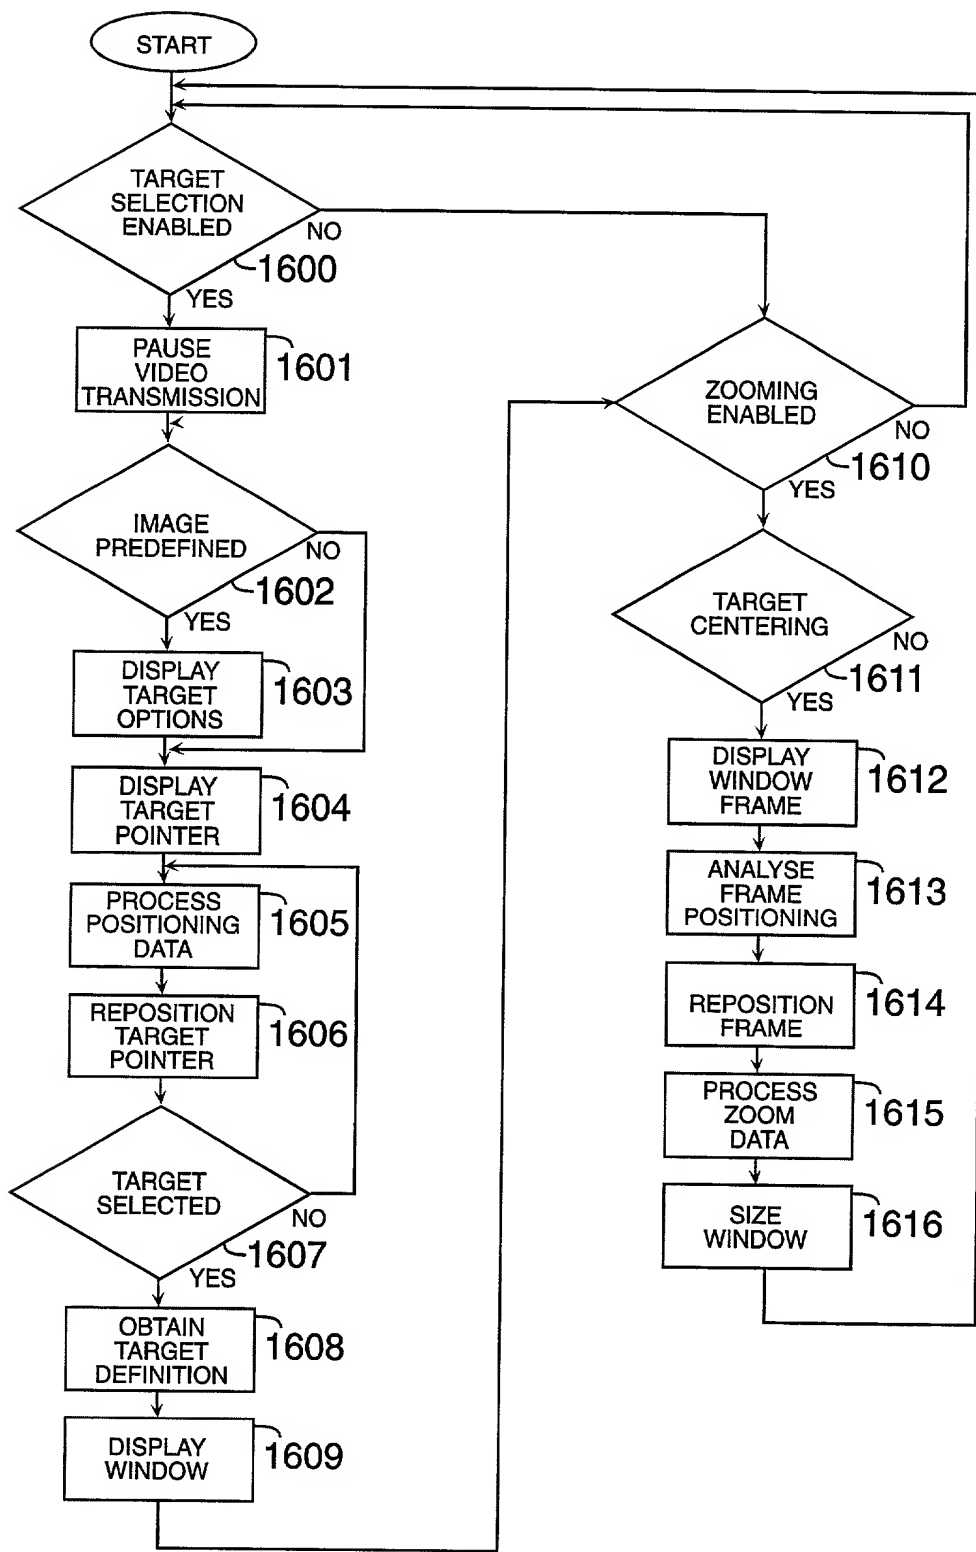 START
TARGET
SELECTION
ENABLED
NO
1600
YES
PAUSE
VIDEO
TRANSMISSION
1601
IMAGE
PREDEFINED
NO
1602
YES
DISPLAY
TARGET
OPTIONS
1603
DISPLAY
TARGET
POINTER
1604
PROCESS
POSITIONING
DATA
1605
REPOSITION
TARGET
POINTER
1606
TARGET
SELECTED
NO
1607
YES
OBTAIN
TARGET
DEFINITION
1608
DISPLAY
WINDOW
1609
ZOOMING
ENABLED
NO
1610
YES
TARGET
CENTERING
NO
1611
YES
DISPLAY
WINDOW
FRAME
1612
ANALYSE
FRAME
POSITIONING
1613
REPOSITION
FRAME
1614
PROCESS
ZOOM
DATA
1615
SIZE
WINDOW
1616